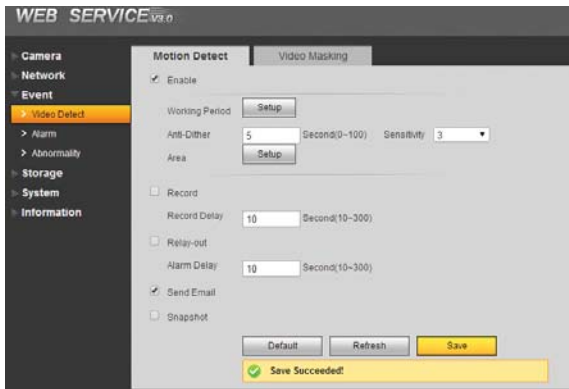 WEB SERVICE V3.0
Camera
Network
Event
> Video Detect
> Alarm
> Abnormality
Storage
System
Information
Motion Detect
Video Masking
Enable
Working Period Setup
Anti-Dither 5 Second(0~100) Sensitivity 3
Area Setup
Record
Record Delay 10 Second(10~300)
Relay-out
Alarm Delay 10 Second(10~300)
Send Email
Snapshot
Default Refresh Save
Save Succeeded!